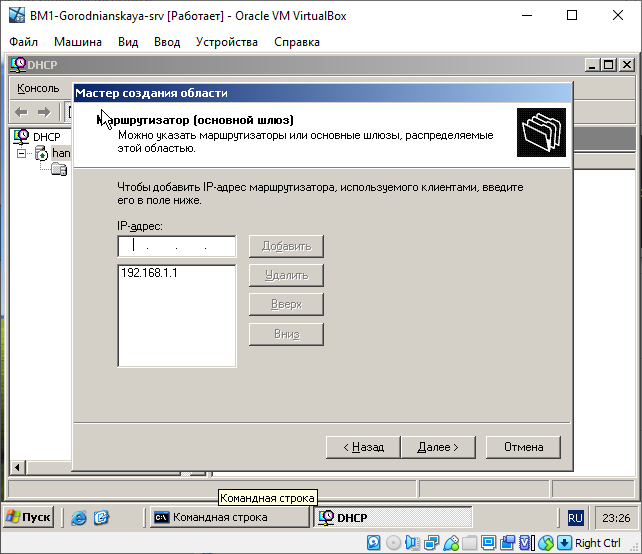 BM1-Gorodnianskaya-srv [Работает] - Oracle VM VirtualBox
Файл Машина Вид Ввод Устройства Справка
DHCP
Консоль
Мастер создания области
Маршрутизатор (основной шлюз)
Можно указать маршрутизаторы или основные шлюзы, распределяемые
этой областью.
DHCP
han
Чтобы добавить IP-адрес маршрутизатора, используемого клиентами, введите
его в поле ниже.
IP-адрес:
. . .
Добавить
192.168.1.1
Удалить
Вверх
Вниз
< Назад
Далее >
Отмена
Командная строка
Пуск
Командная строка
DHCP
RU
23:26
Right Ctrl